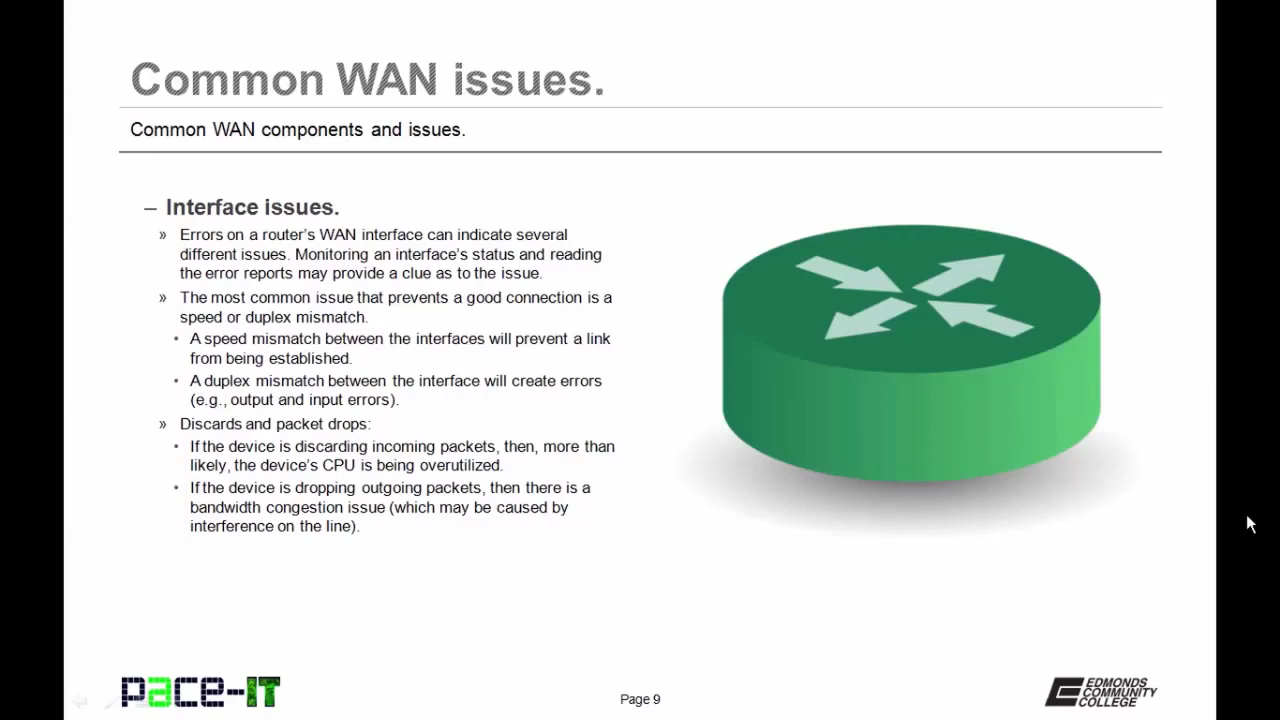 Common WAN issues.
Common WAN components and issues.
– Interface issues.
» Errors on a router's WAN interface can indicate several
different issues. Monitoring an interface's status and reading
the error reports may provide a clue as to the issue.
» The most common issue that prevents a good connection is a
speed or duplex mismatch.
• A speed mismatch between the interfaces will prevent a link
from being established.
• A duplex mismatch between the interface will create errors
(e.g., output and input errors).
» Discards and packet drops:
• If the device is discarding incoming packets, then, more than
likely, the device's CPU is being overutilized.
• If the device is dropping outgoing packets, then there is a
bandwidth congestion issue (which may be caused by
interference on the line).
pace-IT
Page 9
EDMONDS
COMMUNITY
COLLEGE